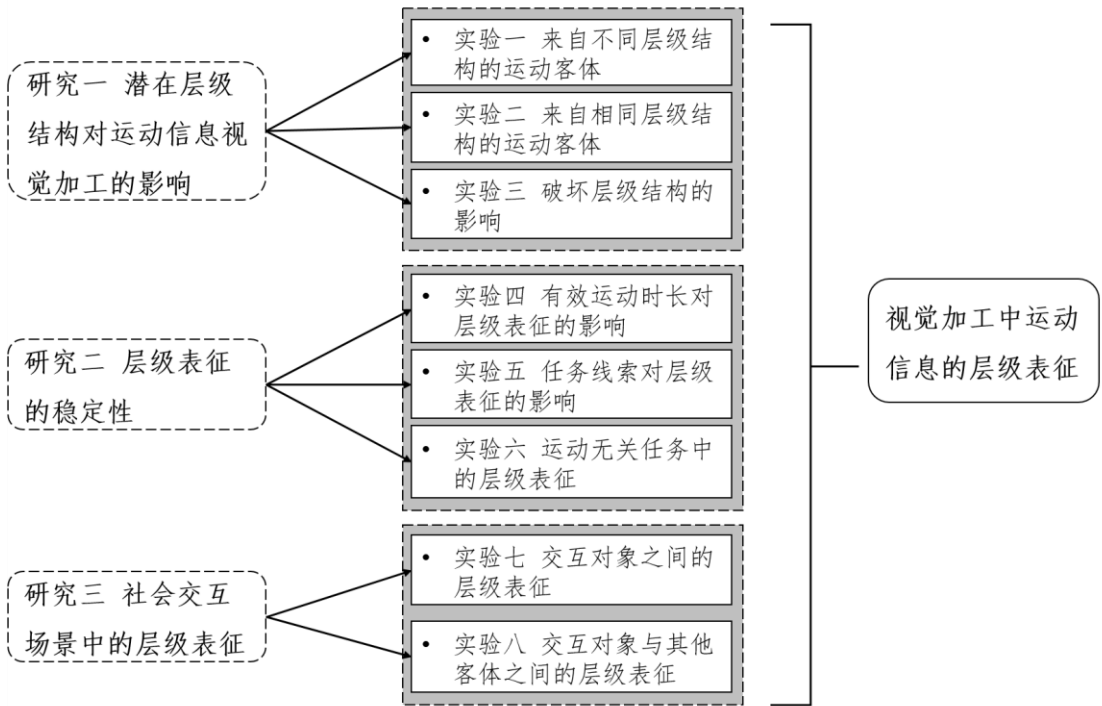 研究一 潜在层级
结构对运动信息视
觉加工的影响
• 实验一 来自不同层级结
构的运动客体
• 实验二 来自相同层级结
构的运动客体
• 实验三 破坏层级结构的
影响
研究二 层级表征
的稳定性
• 实验四 有效运动时长对
层级表征的影响
• 实验五 任务线索对层级
表征的影响
• 实验六 运动无关任务中
的层级表征
研究三 社会交互
场景中的层级表征
• 实验七 交互对象之间的
层级表征
• 实验八 交互对象与其他
客体之间的层级表征
视觉加工中运动
信息的层级表征